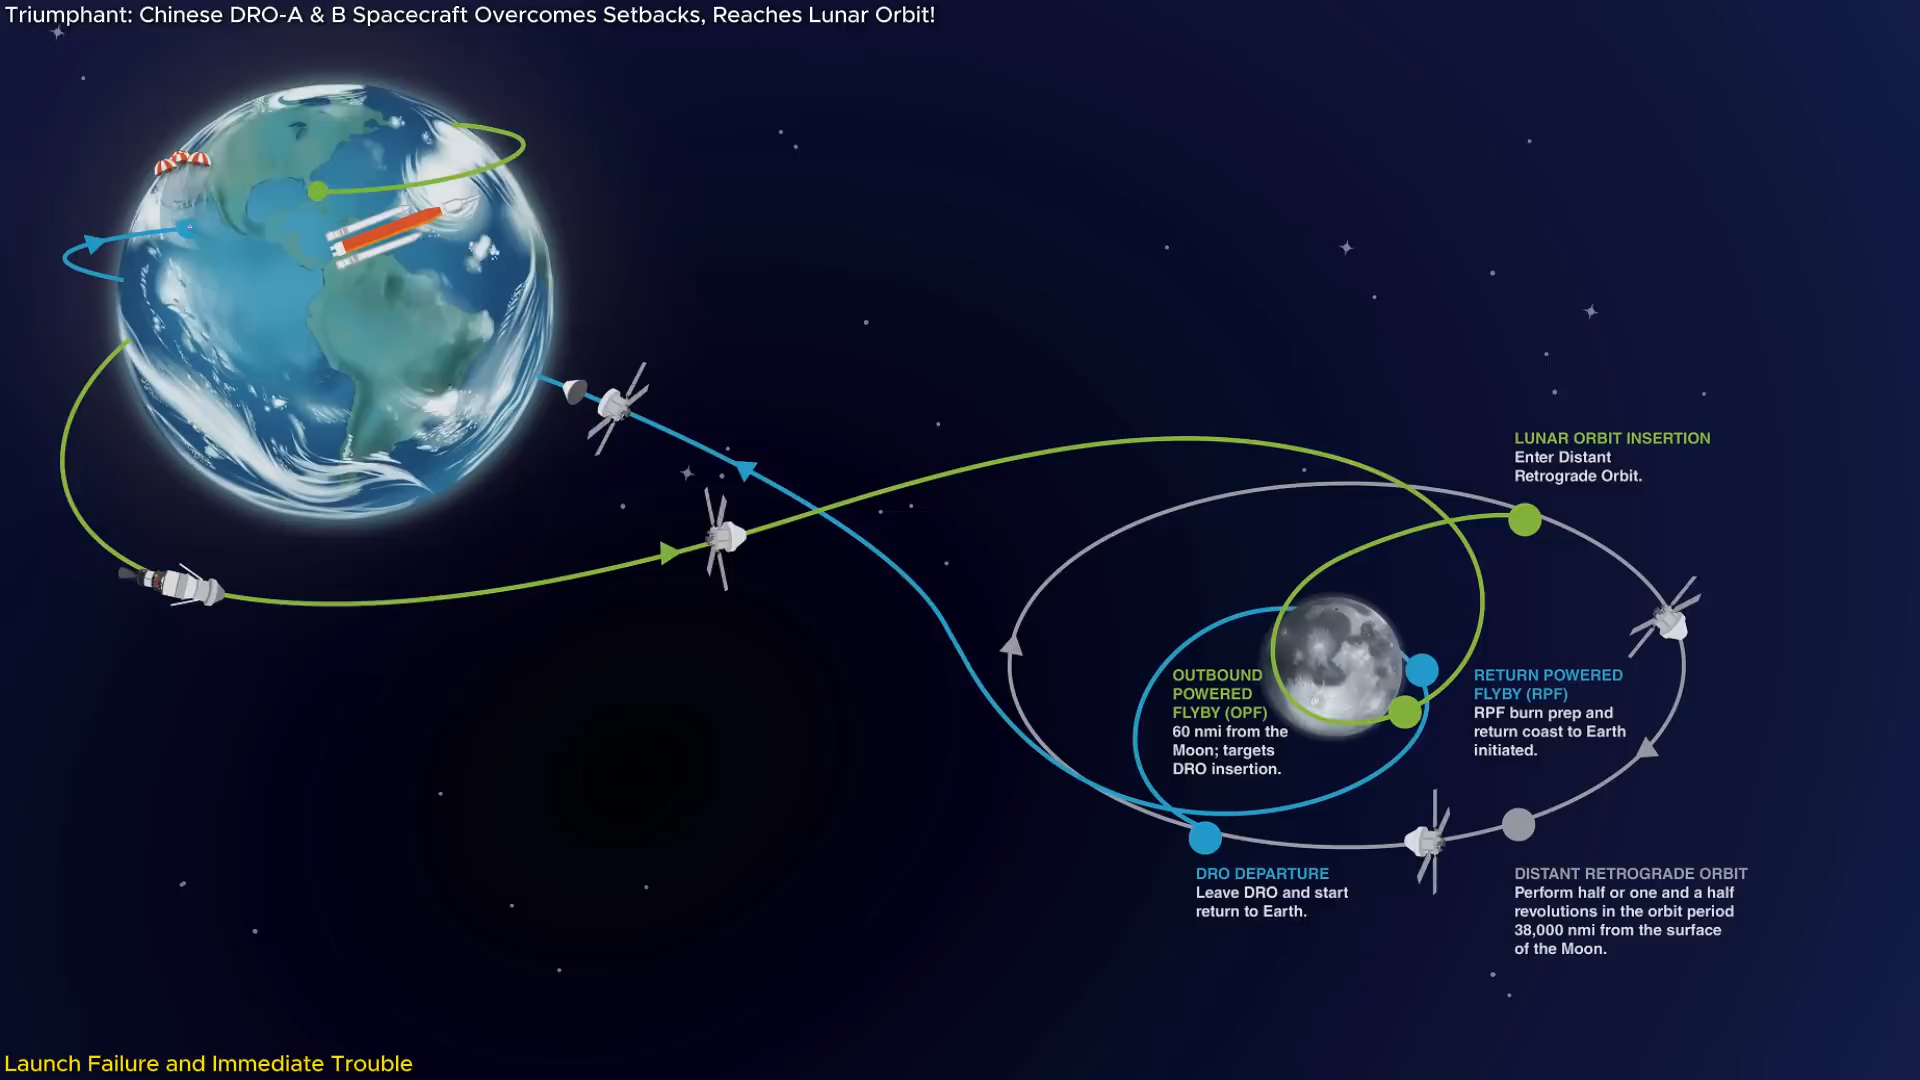 Triumphant: Chinese DRO-A & B Spacecraft Overcomes Setbacks, Reaches Lunar Orbit!
LUNAR ORBIT INSERTION
Enter Distant
Retrograde Orbit.
OUTBOUND
POWERED
FLYBY (OPF)
60 nmi from the
Moon; targets
DRO insertion.
RETURN POWERED
FLYBY (RPF)
RPF burn prep and
return coast to Earth
initiated.
DRO DEPARTURE
Leave DRO and start
return to Earth.
DISTANT RETROGRADE ORBIT
Perform half or one and a half
revolutions in the orbit period
38,000 nmi from the surface
of the Moon.
Launch Failure and Immediate Trouble